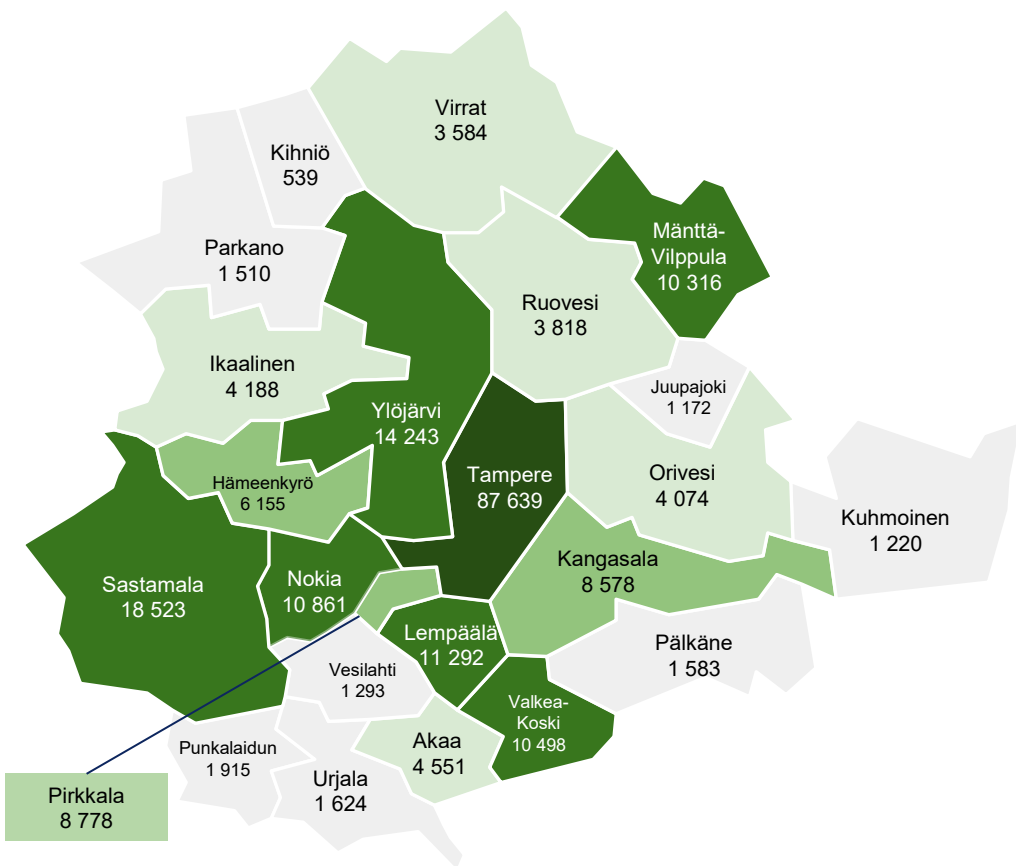 Virrat
3 584
Kihniö
539
Mänttä-
Vilppula
10 316
Parkano
1 510
Ruovesi
3 818
Ikaalinen
4 188
Juupajoki
1 172
Ylöjärvi
14 243
Tampere
87 639
Orivesi
4 074
Hämeenkyrö
6 155
Kuhmoinen
1 220
Kangasala
8 578
Sastamala
18 523
Nokia
10 861
Lempäälä
11 292
Pälkäne
1 583
Vesilahti
1 293
Valkea-
Koski
10 498
Akaa
4 551
Punkalaidun
1 915
Urjala
1 624
Pirkkala
8 778